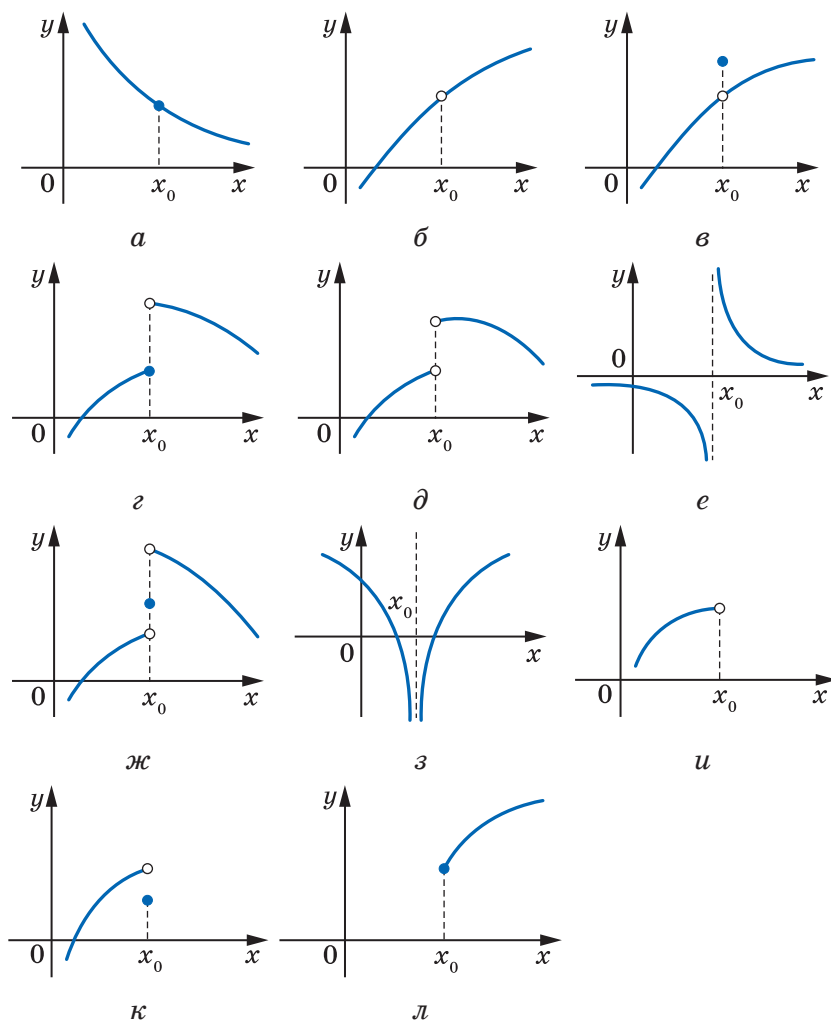 y y y
0 x₀ x 0 x₀ x 0 x₀ x
а б в
y y y
0
0 x₀ x 0 x₀ x x₀ x
г д е
y y y
x₀
0 x₀ x 0 x 0 x₀ x
ж з и
y y
0 x₀ x 0 x₀ x
к л